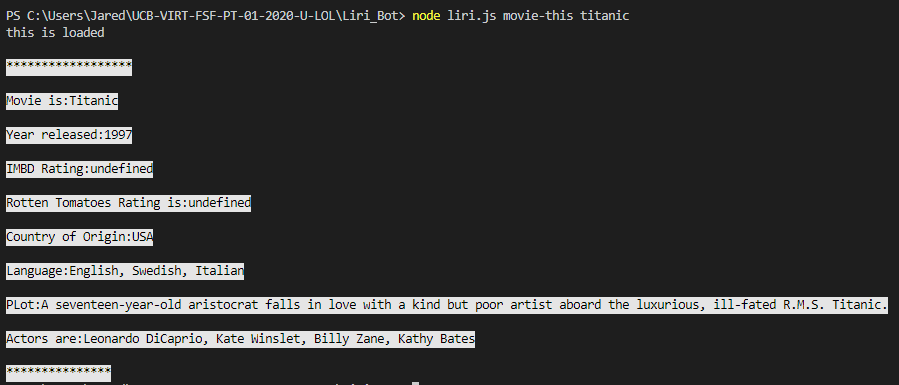 PS C:\Users\Jared\UCB-VIRT-FSF-PT-01-2020-U-LOL\Liri_Bot> node liri.js movie-this titanic
this is loaded
******************
Movie is:Titanic
Year released:1997
IMBD Rating:undefined
Rotten Tomatoes Rating is:undefined
Country of Origin:USA
Language:English, Swedish, Italian
PLot:A seventeen-year-old aristocrat falls in love with a kind but poor artist aboard the luxurious, ill-fated R.M.S. Titanic.
Actors are:Leonardo DiCaprio, Kate Winslet, Billy Zane, Kathy Bates
***************